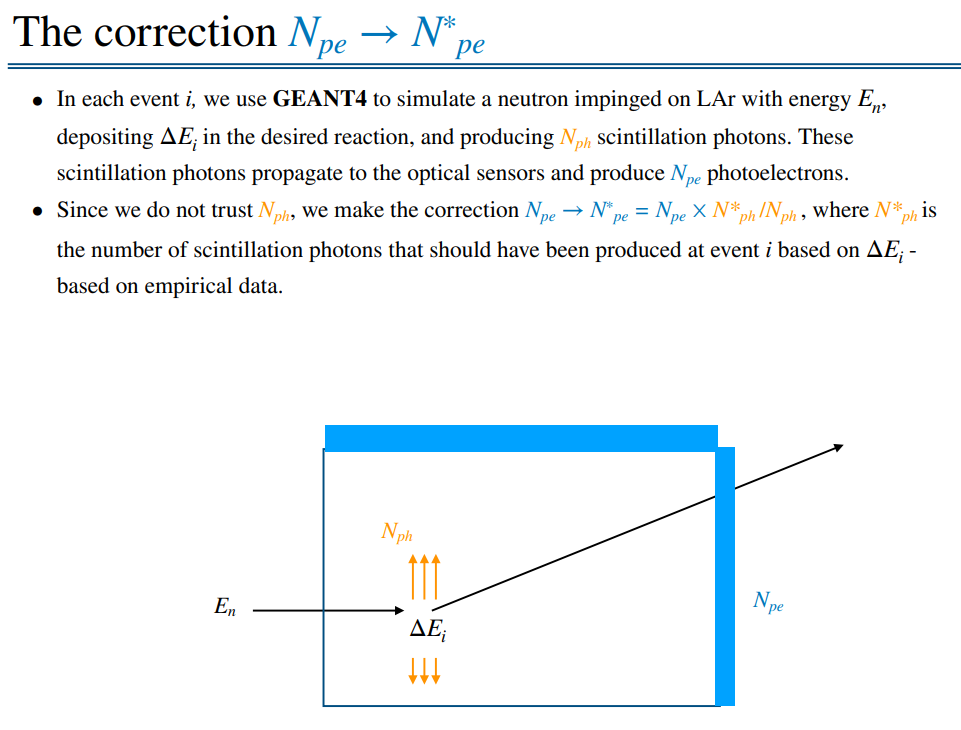 The correction N_pe → N*_pe
• In each event i, we use GEANT4 to simulate a neutron impinged on LAr with energy E_n,
depositing ΔE_i in the desired reaction, and producing N_ph scintillation photons. These
scintillation photons propagate to the optical sensors and produce N_pe photoelectrons.
• Since we do not trust N_ph, we make the correction N_pe → N*_pe = N_pe × N*_ph/N_ph, where N*_ph is
the number of scintillation photons that should have been produced at event i based on ΔE_i -
based on empirical data.
N_ph
E_n
N_pe
ΔE_i